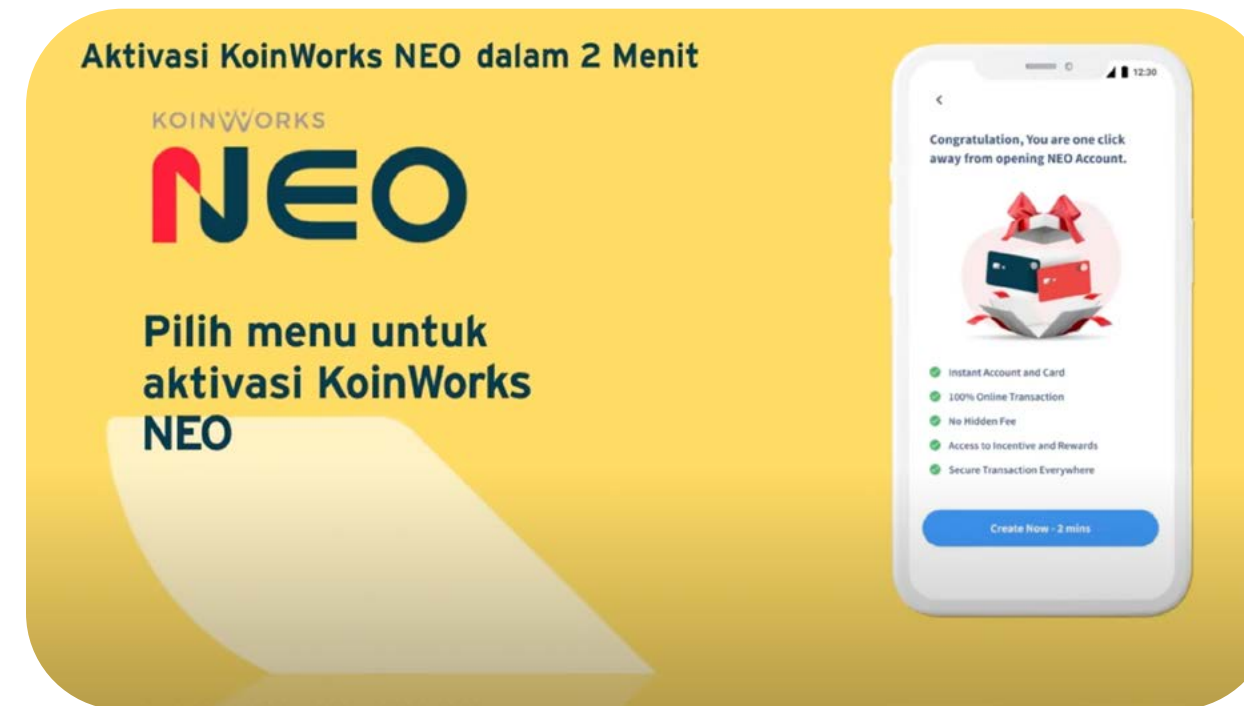 Aktivasi KoinWorks NEO dalam 2 Menit
KOINWORKS
NEO
Pilih menu untuk
aktivasi KoinWorks
NEO
12:30
Congratulation, You are one click
away from opening NEO Account.
Instant Account and Card
100% Online Transaction
No Hidden Fee
Access to Incentive and Rewards
Secure Transaction Everywhere
Create Now - 2 mins